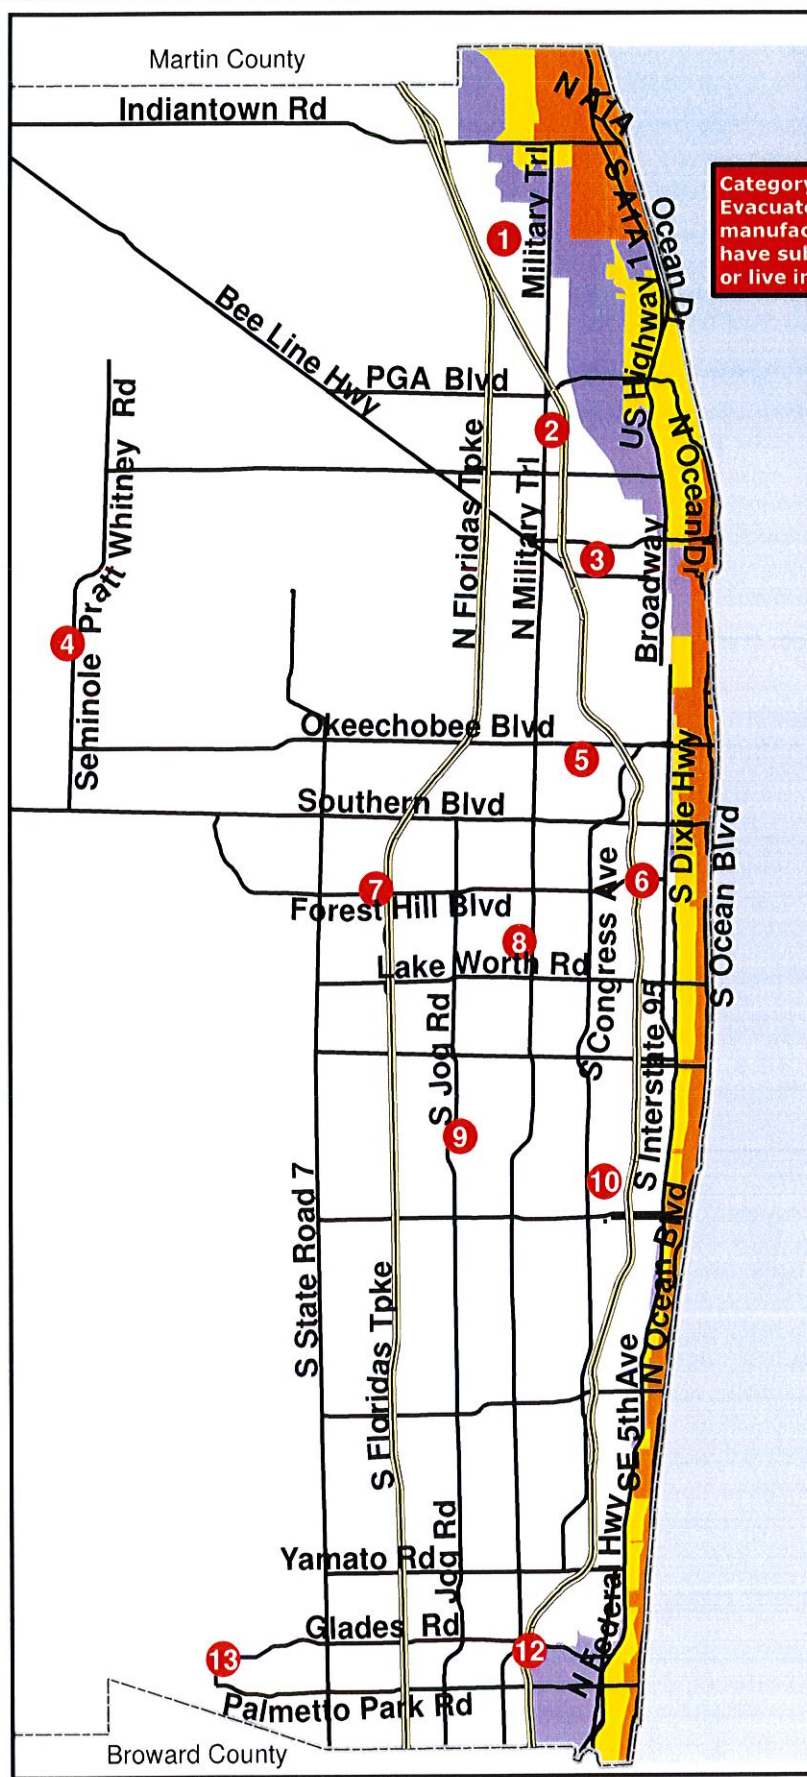 Martin County
Indiantown Rd
N A1A
S A1A
Category
Evacuate
manufac
have sub
or live in
Military Trl
1
Ocean Dr
1
US Highway
Bee Line Hwy
PGA Blvd
2
N Ocean Dr
Seminole Pratt Whitney Rd
N Floridas Tpke
N Military Trl
3
Broadway
4
Okeechobee Blvd
5
S Dixie Hwy
Southern Blvd
S Ocean Blvd
6
7
Forest Hill Blvd
S Congress Ave
8
Lake Worth Rd
S Jog Rd
S Interstate 95
9
10
S State Road 7
N Ocean Blvd
S Floridas Tpke
SE 5th Ave
Jog Rd
N Federal Hwy
Yamato Rd
Glades Rd
12
13
Palmetto Park Rd
Broward County